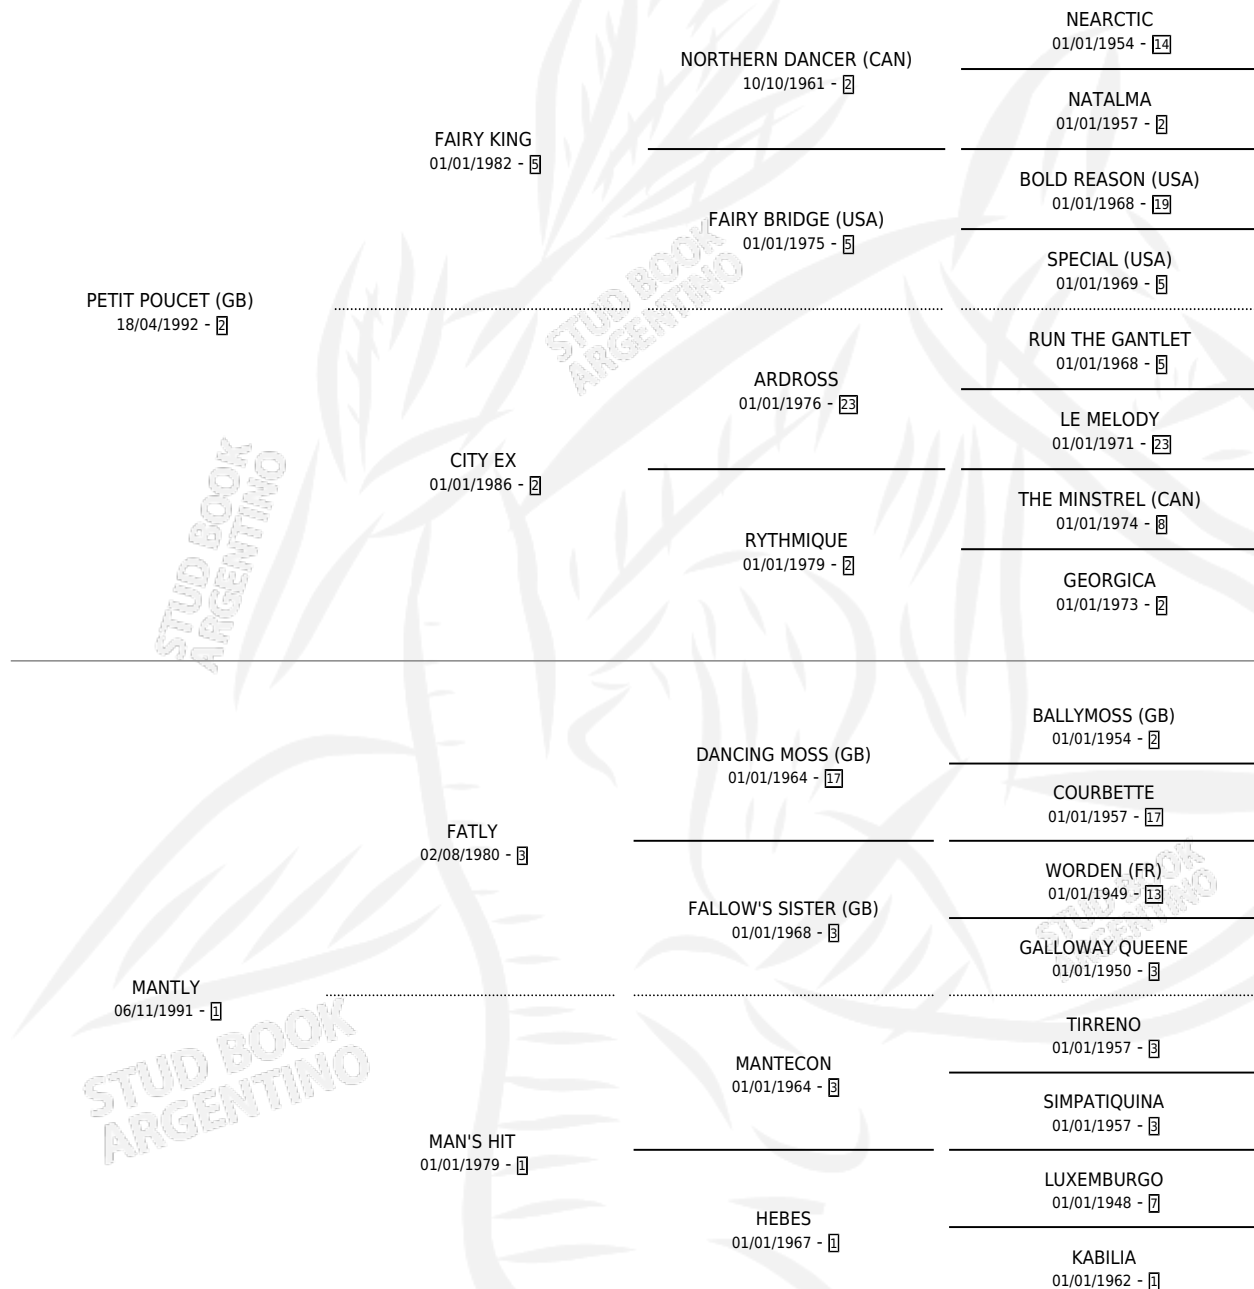 NEARCTIC
01/01/1954 - 14
NORTHERN DANCER (CAN)
10/10/1961 - 2
NATALMA
01/01/1957 - 2
FAIRY KING
01/01/1982 - 5
BOLD REASON (USA)
01/01/1968 - 19
FAIRY BRIDGE (USA)
01/01/1975 - 5
SPECIAL (USA)
01/01/1969 - 5
PETIT POUCET (GB)
18/04/1992 - 2
STUD BOOK
ARGENTINO
RUN THE GANTLET
01/01/1968 - 5
ARDROSS
01/01/1976 - 23
LE MELODY
01/01/1971 - 23
CITY EX
01/01/1986 - 2
THE MINSTREL (CAN)
01/01/1974 - 8
RYTHMIQUE
01/01/1979 - 2
GEORGICA
01/01/1973 - 2
STUD BOOK
ARGENTINO
BALLYMOSS (GB)
01/01/1954 - 2
DANCING MOSS (GB)
01/01/1964 - 17
COURBETTE
01/01/1957 - 17
FATLY
02/08/1980 - 3
WORDEN (FR)
01/01/1949 - 13
FALLOW'S SISTER (GB)
01/01/1968 - 3
STUD BOOK
ARGENTINO
GALLOWAY QUEENE
01/01/1950 - 3
MANTLY
06/11/1991 - 1
STUD BOOK
ARGENTINO
TIRRENO
01/01/1957 - 3
MANTECON
01/01/1964 - 3
SIMPATIQUINA
01/01/1957 - 3
MAN'S HIT
01/01/1979 - 1
LUXEMBURGO
01/01/1948 - 7
HEBES
01/01/1967 - 1
KABILIA
01/01/1962 - 1